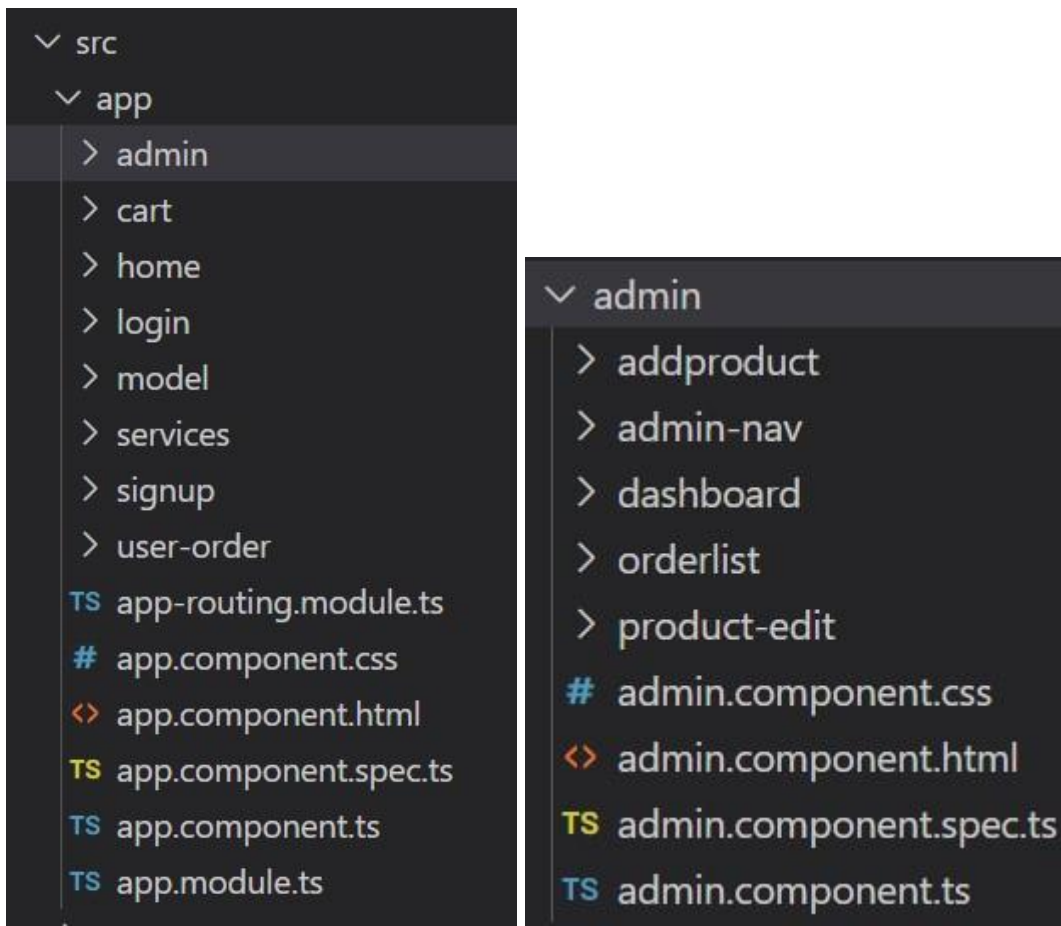 src
app
admin
cart
home
login
model
services
signup
user-order
TS app-routing.module.ts
# app.component.css
<> app.component.html
TS app.component.spec.ts
TS app.component.ts
TS app.module.ts
admin
addproduct
admin-nav
dashboard
orderlist
product-edit
# admin.component.css
<> admin.component.html
TS admin.component.spec.ts
TS admin.component.ts